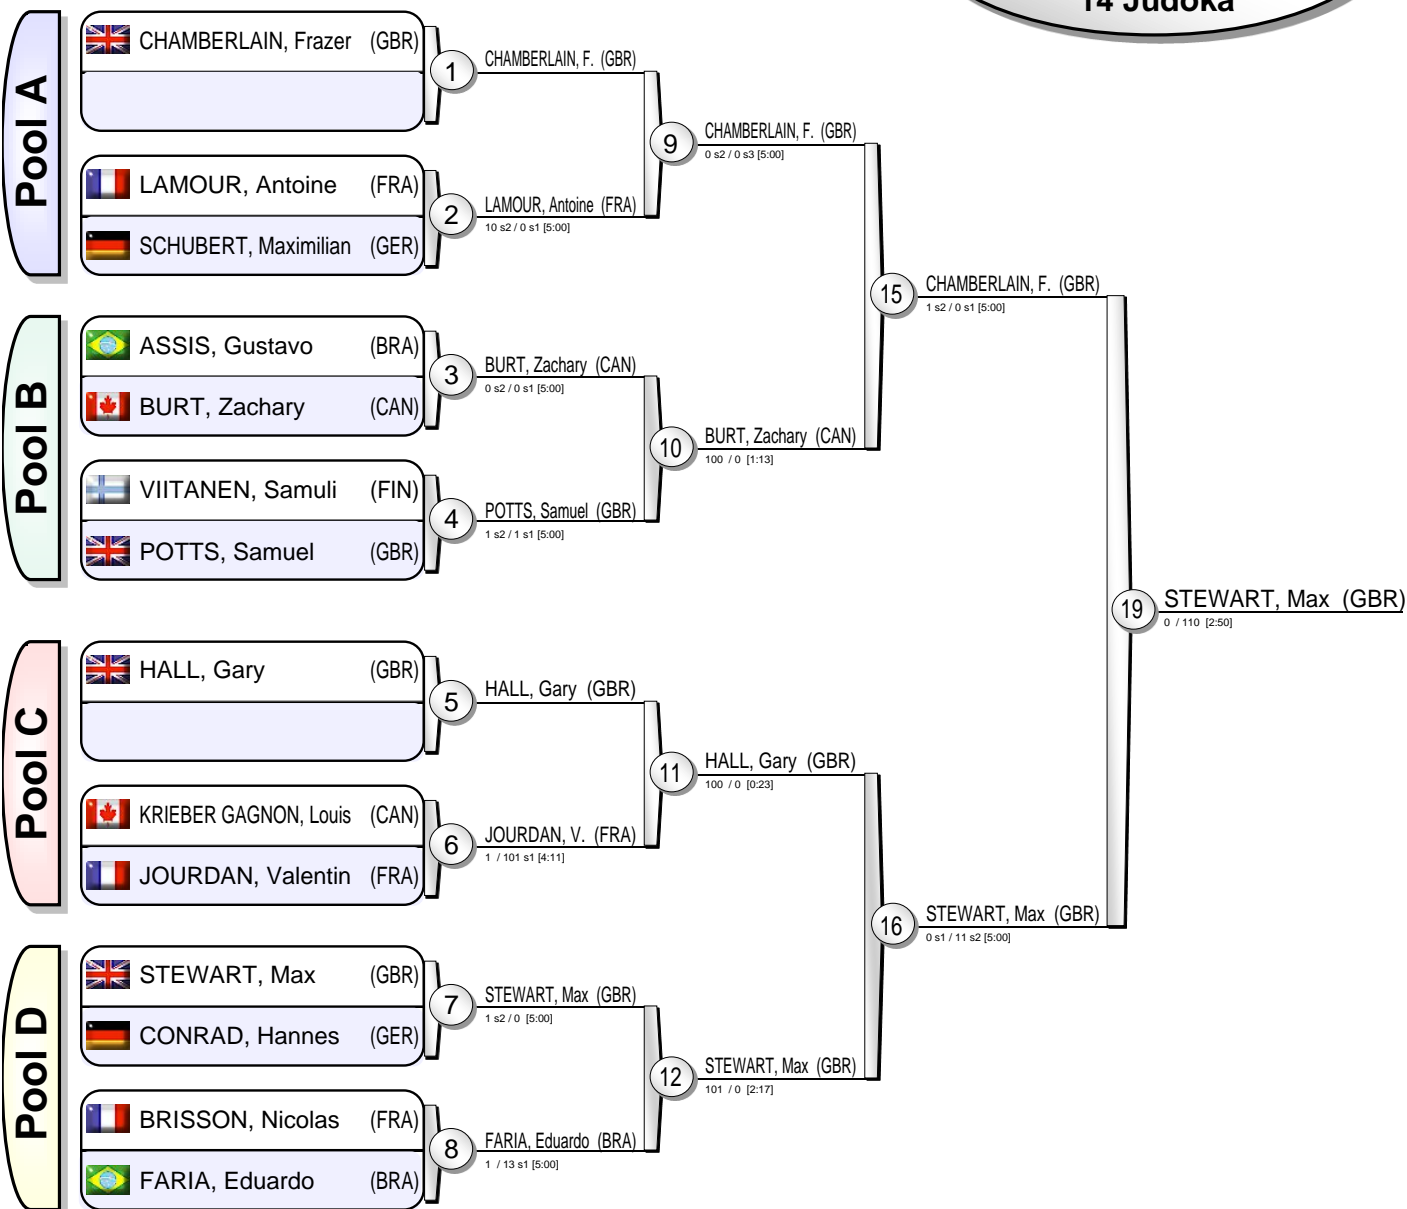 14 Judoka
Pool A
CHAMBERLAIN, Frazer (GBR)
1
CHAMBERLAIN, F. (GBR)
LAMOUR, Antoine (FRA)
SCHUBERT, Maximilian (GER)
2
LAMOUR, Antoine (FRA)
10 s2 / 0 s1 [5:00]
9
CHAMBERLAIN, F. (GBR)
0 s2 / 0 s3 [5:00]
Pool B
ASSIS, Gustavo (BRA)
BURT, Zachary (CAN)
3
BURT, Zachary (CAN)
0 s2 / 0 s1 [5:00]
VIITANEN, Samuli (FIN)
POTTS, Samuel (GBR)
4
POTTS, Samuel (GBR)
1 s2 / 1 s1 [5:00]
10
BURT, Zachary (CAN)
100 / 0 [1:13]
15
CHAMBERLAIN, F. (GBR)
1 s2 / 0 s1 [5:00]
Pool C
HALL, Gary (GBR)
5
HALL, Gary (GBR)
KRIEBER GAGNON, Louis (CAN)
JOURDAN, Valentin (FRA)
6
JOURDAN, V. (FRA)
1 / 101 s1 [4:11]
11
HALL, Gary (GBR)
100 / 0 [0:23]
Pool D
STEWART, Max (GBR)
CONRAD, Hannes (GER)
7
STEWART, Max (GBR)
1 s2 / 0 [5:00]
BRISSON, Nicolas (FRA)
FARIA, Eduardo (BRA)
8
FARIA, Eduardo (BRA)
1 / 13 s1 [5:00]
12
STEWART, Max (GBR)
101 / 0 [2:17]
16
STEWART, Max (GBR)
0 s1 / 11 s2 [5:00]
19
STEWART, Max (GBR)
0 / 110 [2:50]